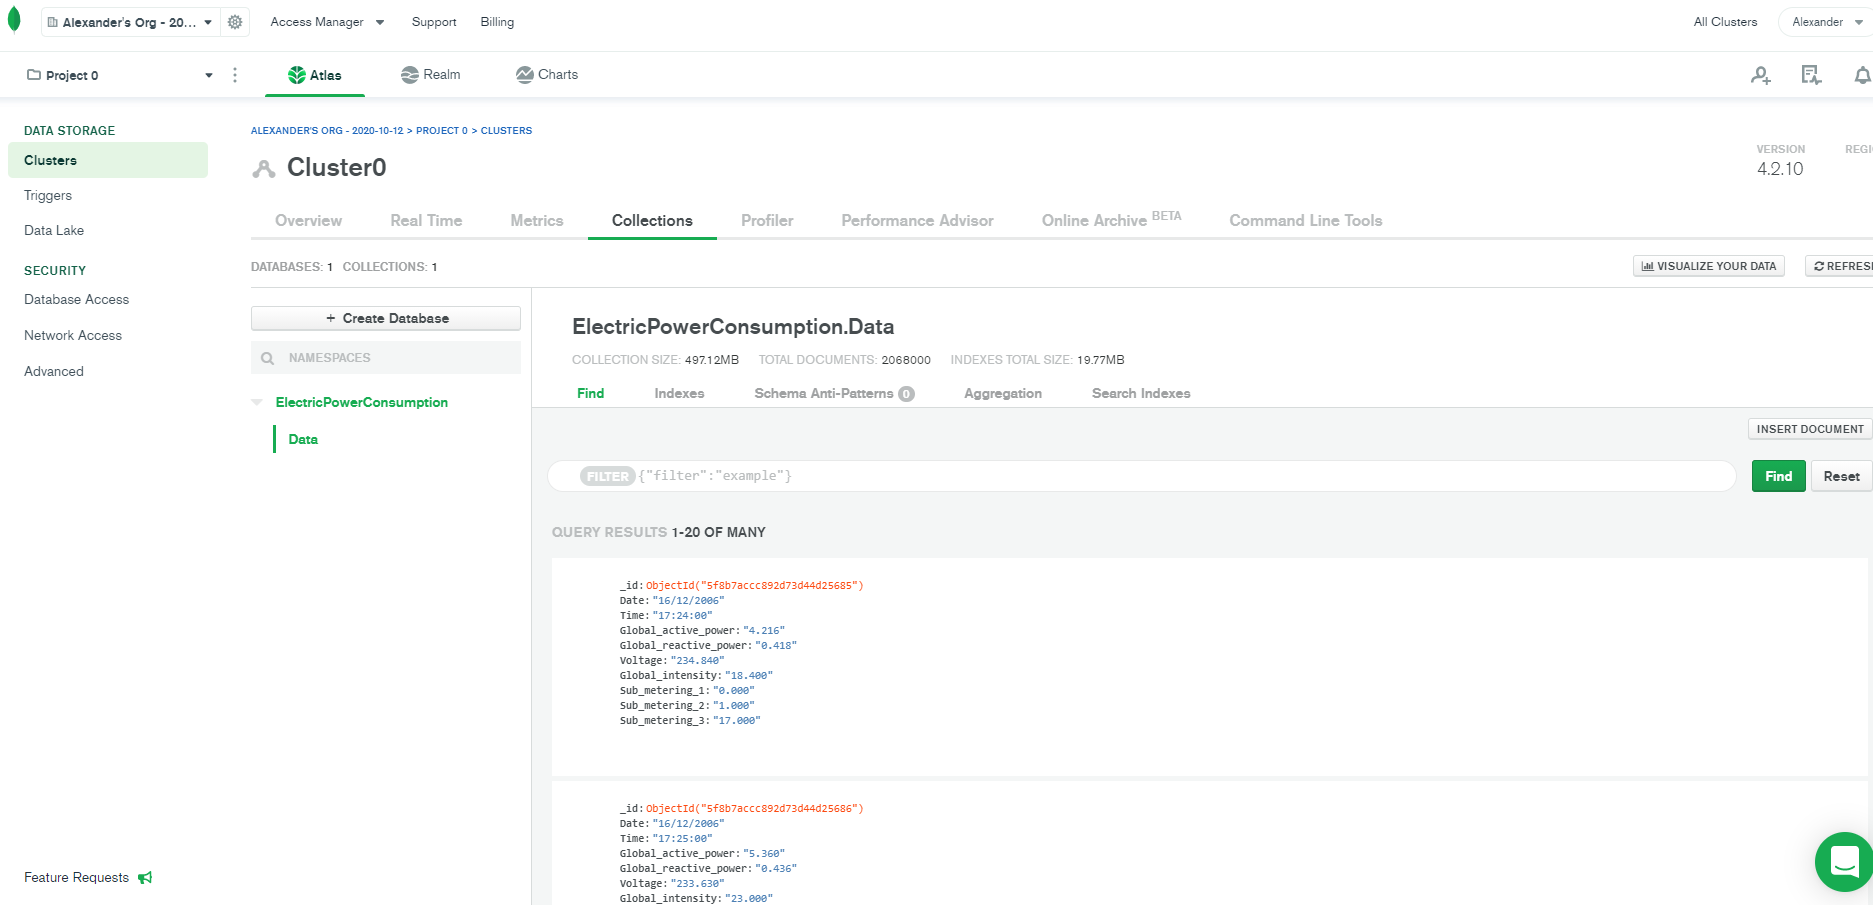 Alexander's Org - 20...
Access Manager
Support
Billing
All Clusters
Alexander
Project 0
Atlas
Realm
Charts
DATA STORAGE
Clusters
Triggers
Data Lake
SECURITY
Database Access
Network Access
Advanced
Feature Requests
ALEXANDER'S ORG - 2020-10-12 > PROJECT 0 > CLUSTERS
Cluster0
VERSION
4.2.10
REGI
Overview
Real Time
Metrics
Collections
Profiler
Performance Advisor
Online Archive BETA
Command Line Tools
DATABASES: 1 COLLECTIONS: 1
VISUALIZE YOUR DATA
REFRES
+ Create Database
NAMESPACES
ElectricPowerConsumption
Data
ElectricPowerConsumption.Data
COLLECTION SIZE: 497.12MB TOTAL DOCUMENTS: 2068000 INDEXES TOTAL SIZE: 19.77MB
Find
Indexes
Schema Anti-Patterns 0
Aggregation
Search Indexes
INSERT DOCUMENT
FILTER {"filter":"example"}
Find
Reset
QUERY RESULTS 1-20 OF MANY
_id: ObjectId("5f8b7accc892d73d44d25685")
Date: "16/12/2006"
Time: "17:24:00"
Global_active_power: "4.216"
Global_reactive_power: "0.418"
Voltage: "234.840"
Global_intensity: "18.400"
Sub_metering_1: "0.000"
Sub_metering_2: "1.000"
Sub_metering_3: "17.000"
_id: ObjectId("5f8b7accc892d73d44d25686")
Date: "16/12/2006"
Time: "17:25:00"
Global_active_power: "5.360"
Global_reactive_power: "0.436"
Voltage: "233.630"
Global_intensity: "23.000"